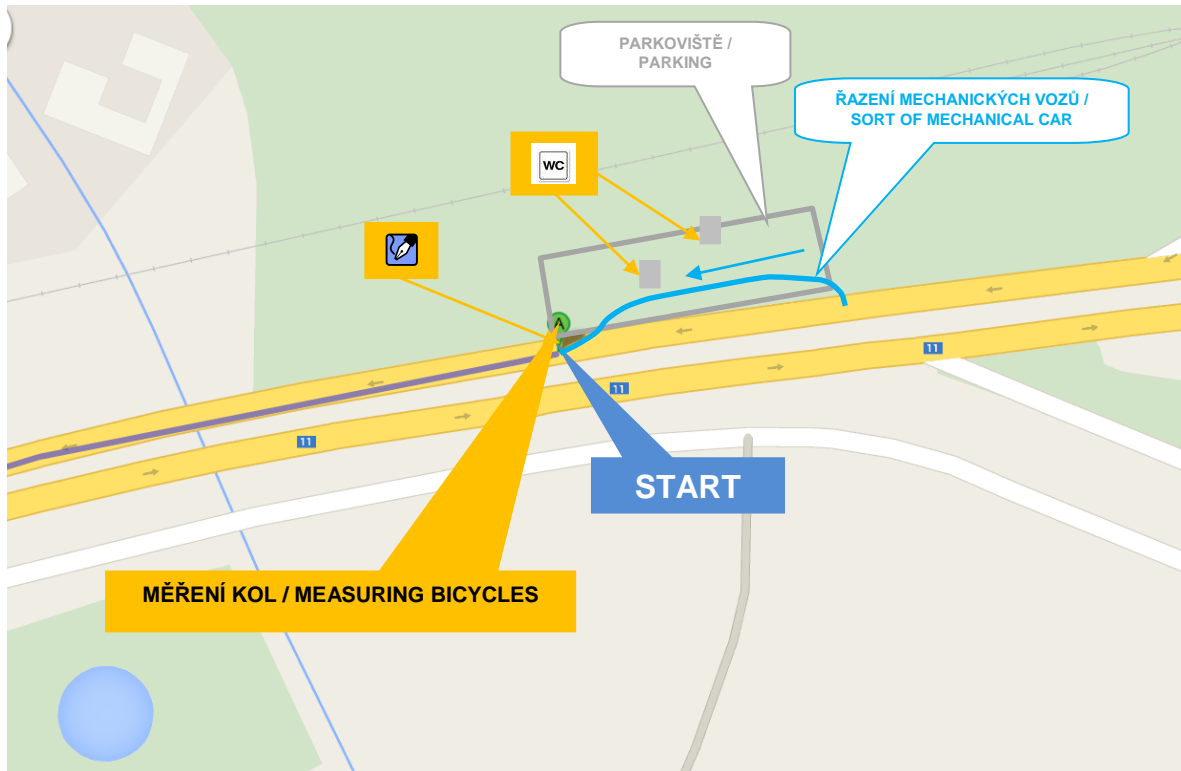 PARKOVIŠTĚ /
PARKING
ŘAZENÍ MECHANICKÝCH VOZŮ /
SORT OF MECHANICAL CAR
WC
A
11
11
11
START
MĚŘENÍ KOL / MEASURING BICYCLES